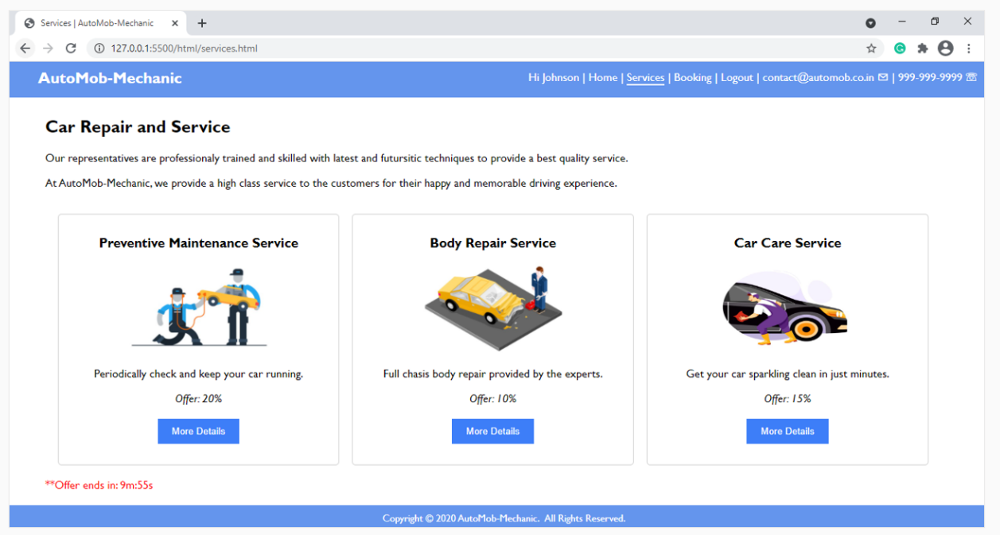 Services | AutoMob-Mechanic
127.0.0.1:5500/html/services.html
AutoMob-Mechanic
Hi Johnson | Home | Services | Booking | Logout | contact@automob.co.in ✉ | 999-999-9999 ☏
Car Repair and Service
Our representatives are professionaly trained and skilled with latest and futursitic techniques to provide a best quality service.
At AutoMob-Mechanic, we provide a high class service to the customers for their happy and memorable driving experience.
Preventive Maintenance Service
Periodically check and keep your car running.
Offer: 20%
More Details
Body Repair Service
Full chasis body repair provided by the experts.
Offer: 10%
More Details
Car Care Service
Get your car sparkling clean in just minutes.
Offer: 15%
More Details
**Offer ends in: 9m:55s
Copyright © 2020 AutoMob-Mechanic. All Rights Reserved.